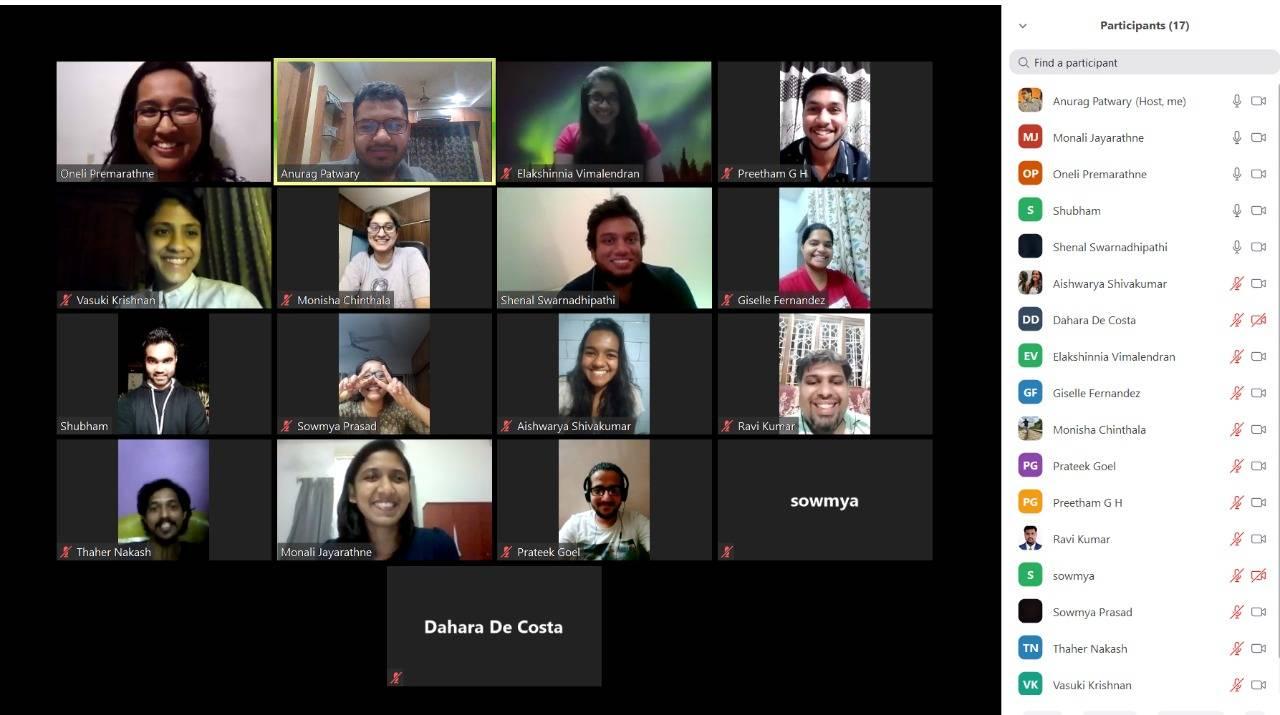 Oneli Premarathne
Anurag Patwary
Elakshinnia Vimalendran
Preetham G H
Vasuki Krishnan
Monisha Chinthala
Shenal Swarnadhipathi
Giselle Fernandez
Shubham
Sowmya Prasad
Aishwarya Shivakumar
Ravi Kumar
Thaher Nakash
Monali Jayarathne
Prateek Goel
sowmya
Dahara De Costa
Participants (17)
Find a participant
Anurag Patwary (Host, me)
MJ Monali Jayarathne
OP Oneli Premarathne
S Shubham
Shenal Swarnadhipathi
Aishwarya Shivakumar
DD Dahara De Costa
EV Elakshinnia Vimalendran
GF Giselle Fernandez
Monisha Chinthala
PG Prateek Goel
PG Preetham G H
Ravi Kumar
S sowmya
Sowmya Prasad
TN Thaher Nakash
VK Vasuki Krishnan